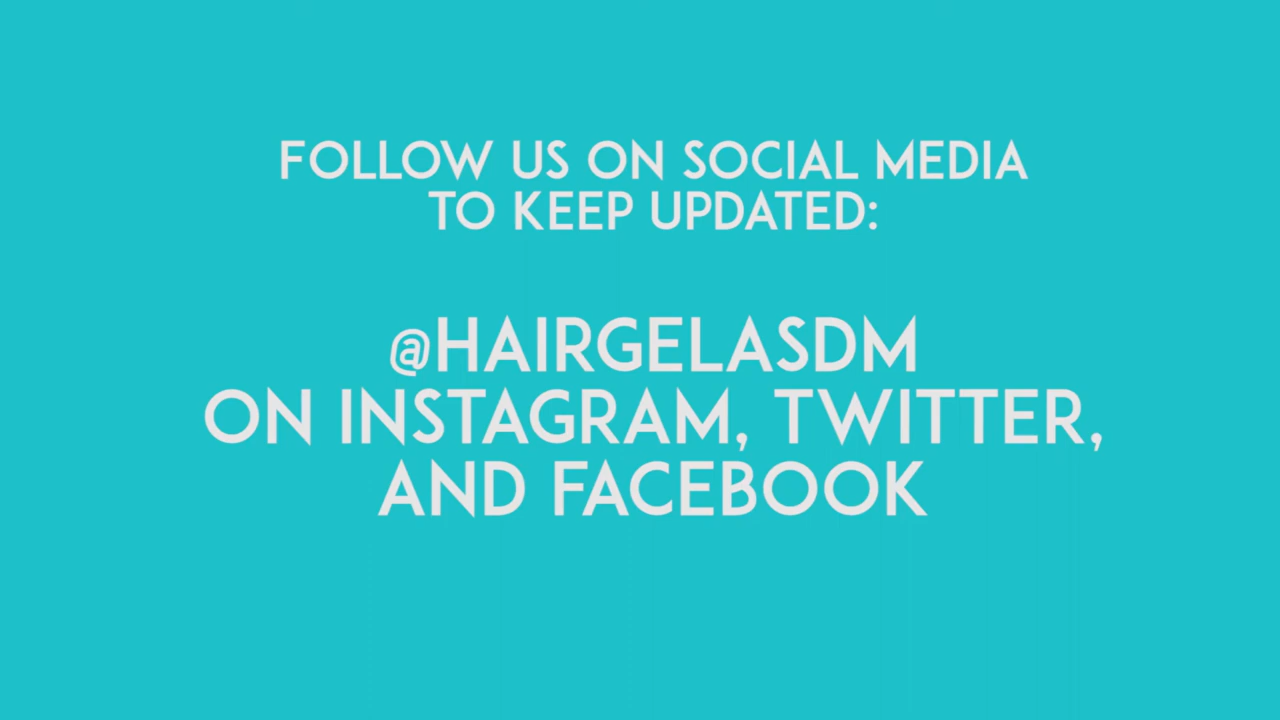 FOLLOW US ON SOCIAL MEDIA
TO KEEP UPDATED:
@HAIRGELASDM
ON INSTAGRAM, TWITTER,
AND FACEBOOK